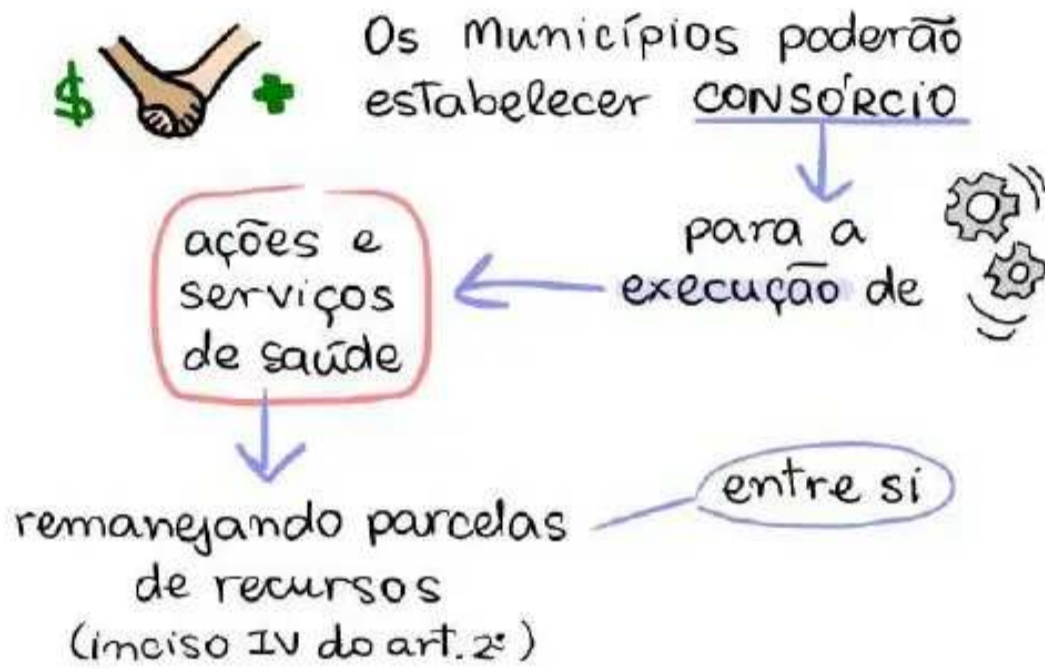 Os Municípios poderão
estabelecer CONSÓRCIO
$
+
para a
execução de
ações e
serviços
de saúde
remanejando parcelas
de recursos
(inciso IV do art. 2º)
entre si